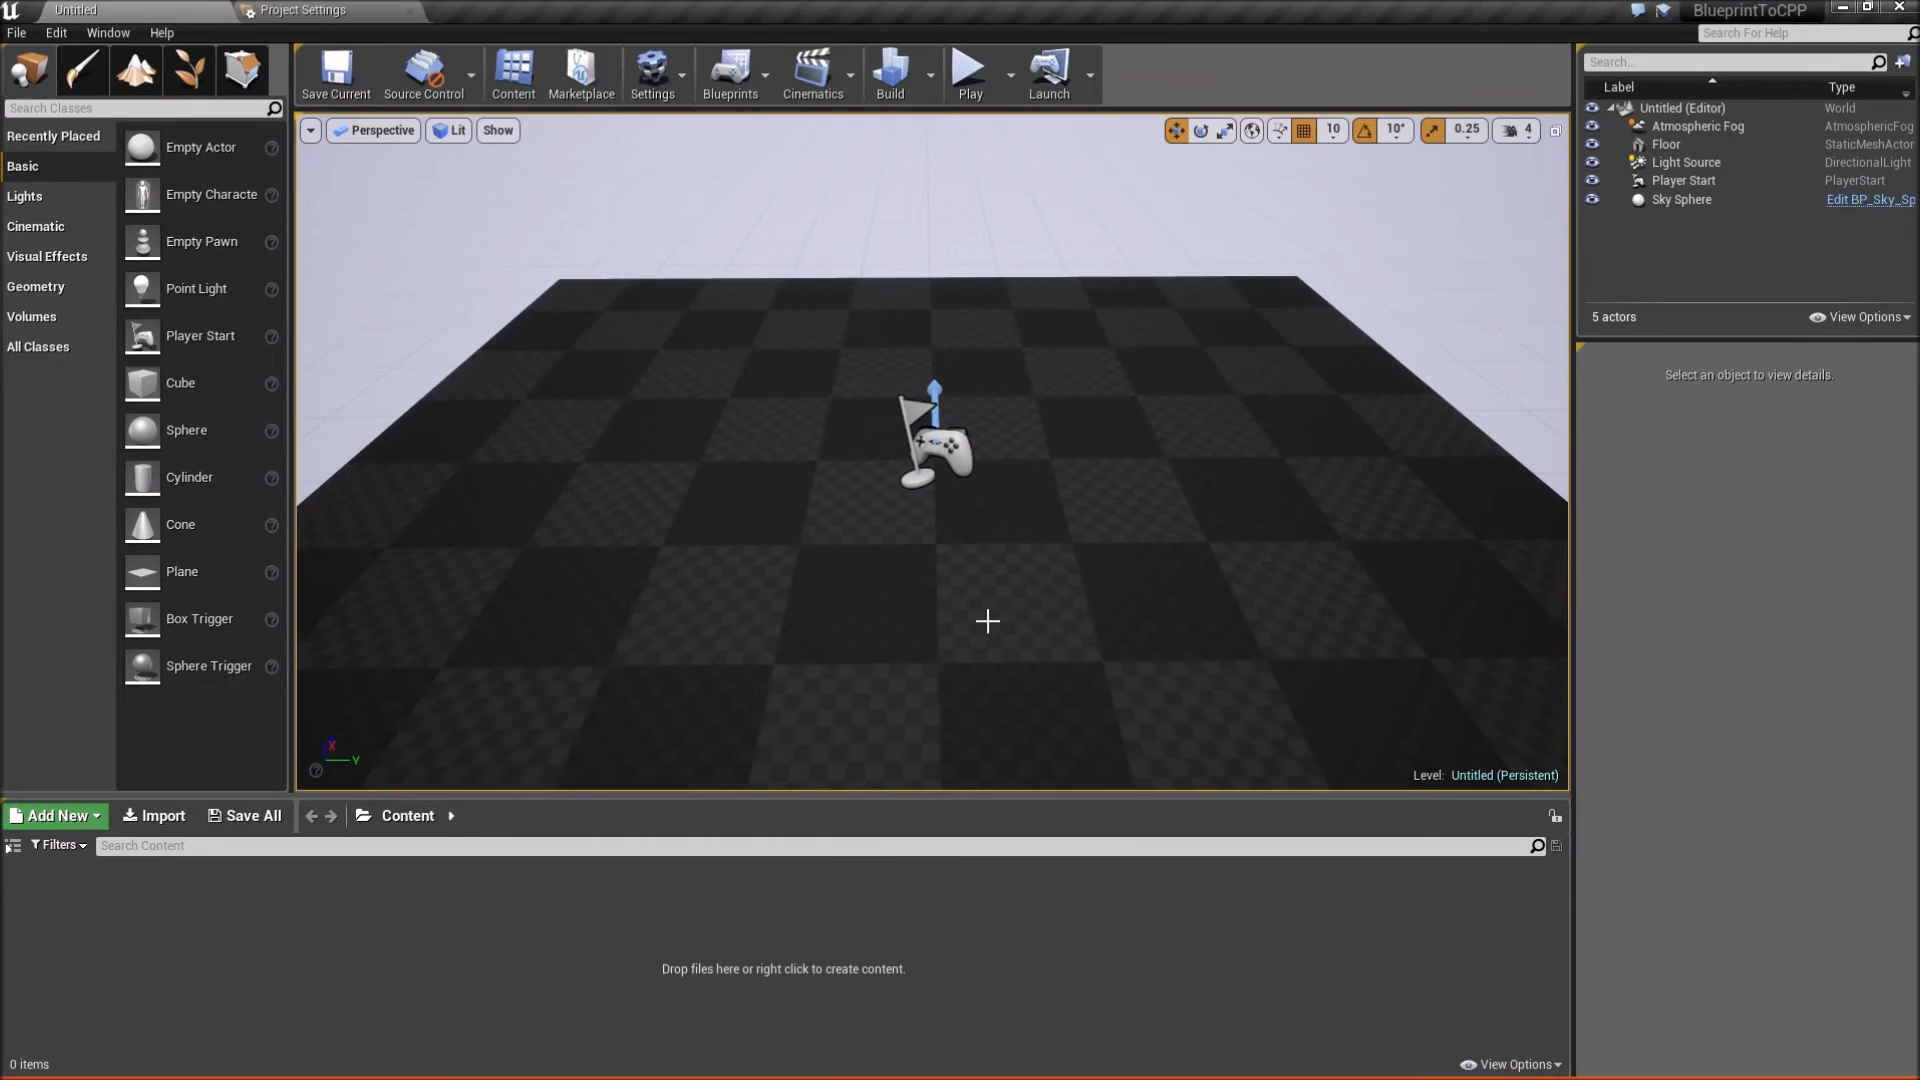 Untitled
Project Settings
BlueprintToCPP
File
Edit
Window
Help
Search For Help
Save Current
Source Control
Content
Marketplace
Settings
Blueprints
Cinematics
Build
Play
Launch
Search Classes
Recently Placed
Basic
Lights
Cinematic
Visual Effects
Geometry
Volumes
All Classes
Empty Actor
Empty Characte
Empty Pawn
Point Light
Player Start
Cube
Sphere
Cylinder
Cone
Plane
Box Trigger
Sphere Trigger
Perspective
Lit
Show
10
10°
0.25
4
X
Y
Level: Untitled (Persistent)
Search...
Label Type
Untitled (Editor) World
Atmospheric Fog AtmosphericFog
Floor StaticMeshActor
Light Source DirectionalLight
Player Start PlayerStart
Sky Sphere Edit BP_Sky_Sp
5 actors
View Options
Select an object to view details.
Add New
Import
Save All
Content
Filters
Search Content
Drop files here or right click to create content.
0 items
View Options